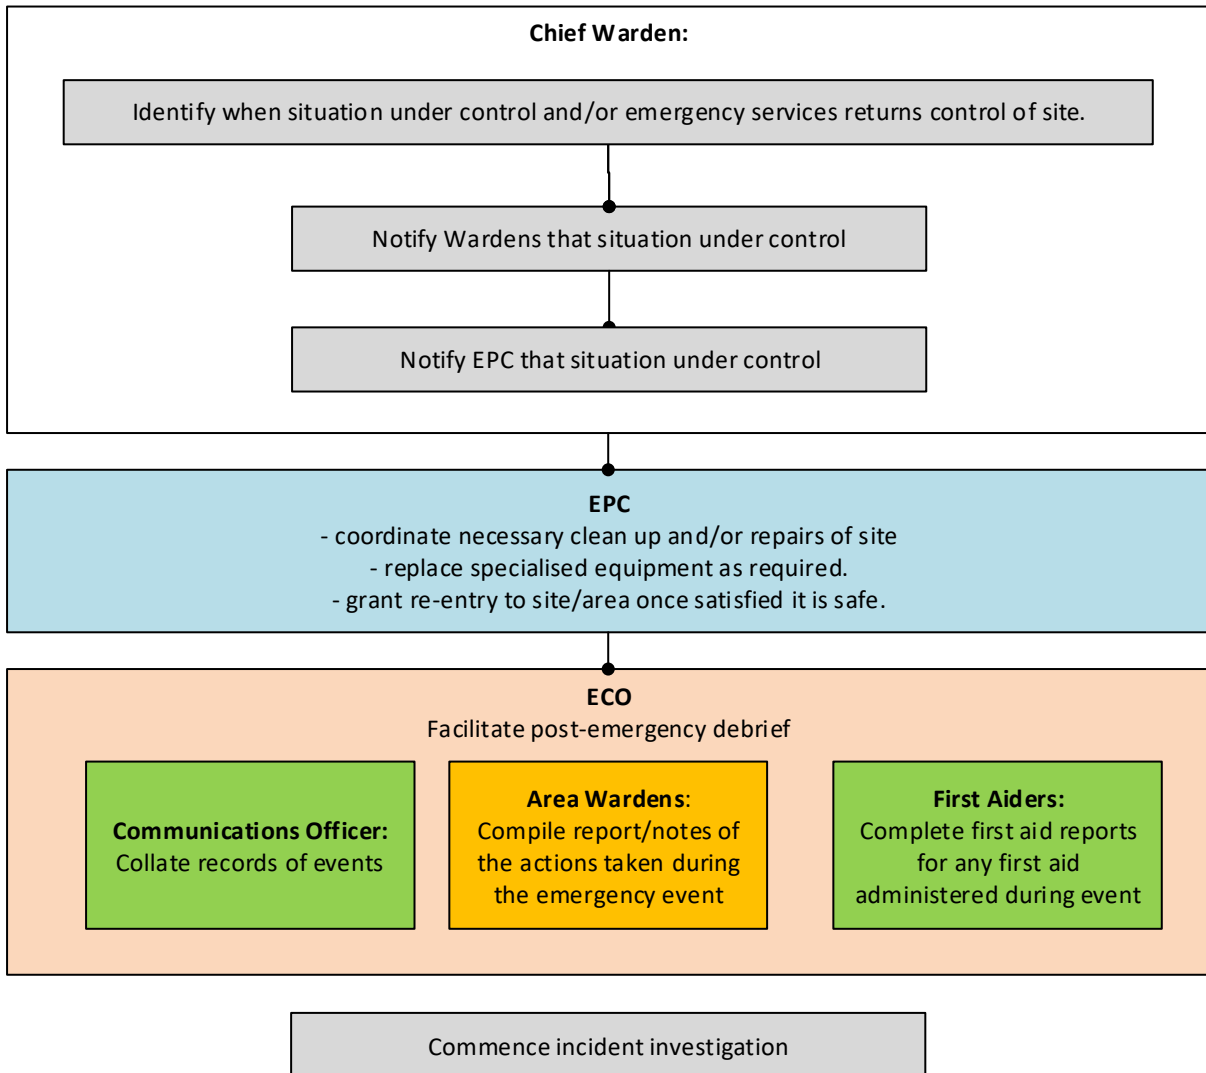 Chief Warden:
Identify when situation under control and/or emergency services returns control of site.
Notify Wardens that situation under control
Notify EPC that situation under control
EPC
- coordinate necessary clean up and/or repairs of site
- replace specialised equipment as required.
- grant re-entry to site/area once satisfied it is safe.
ECO
Facilitate post-emergency debrief
Communications Officer:
Collate records of events
Area Wardens:
Compile report/notes of
the actions taken during
the emergency event
First Aiders:
Complete first aid reports
for any first aid
administered during event
Commence incident investigation